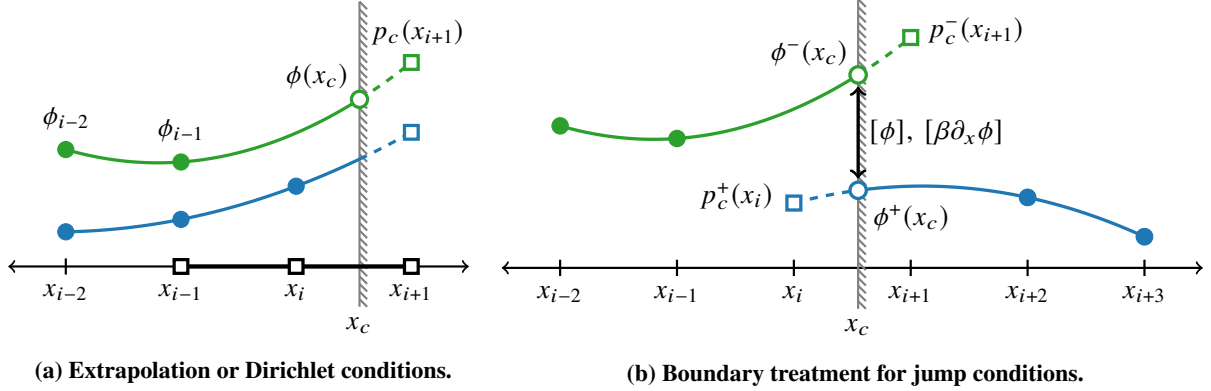 p_c(x_{i+1})
ϕ(x_c)
ϕ_{i−2}
ϕ_{i−1}
x_{i−2}
x_{i−1}
x_i
x_{i+1}
x_c
(a) Extrapolation or Dirichlet conditions.
p_c^−(x_{i+1})
ϕ^−(x_c)
[ϕ], [β∂_xϕ]
p_c^+(x_i)
ϕ^+(x_c)
x_{i−2}
x_{i−1}
x_i
x_{i+1}
x_{i+2}
x_{i+3}
x_c
(b) Boundary treatment for jump conditions.